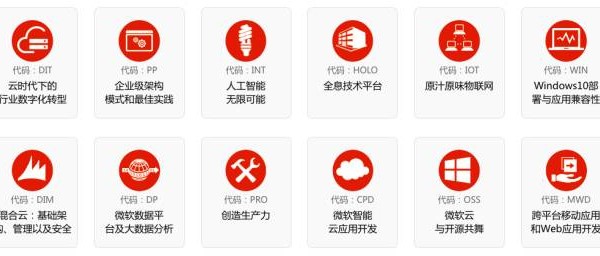 代码：DIT
云时代下的
行业数字化转型
代码：PP
企业级架构
模式和最佳实践
代码：INT
人工智能
无限可能
代码：HOLO
全息技术平台
代码：IOT
原汁原味物联网
代码：WIN
Windows10部
署与应用兼容性
代码：DIM
混合云：基础架
构、管理以及安全
代码：DP
微软数据平
台及大数据分析
代码：PRO
创造生产力
代码：CPD
微软智能
云应用开发
代码：OSS
微软云
与开源共舞
代码：MWD
跨平台移动应用
和Web应用开发